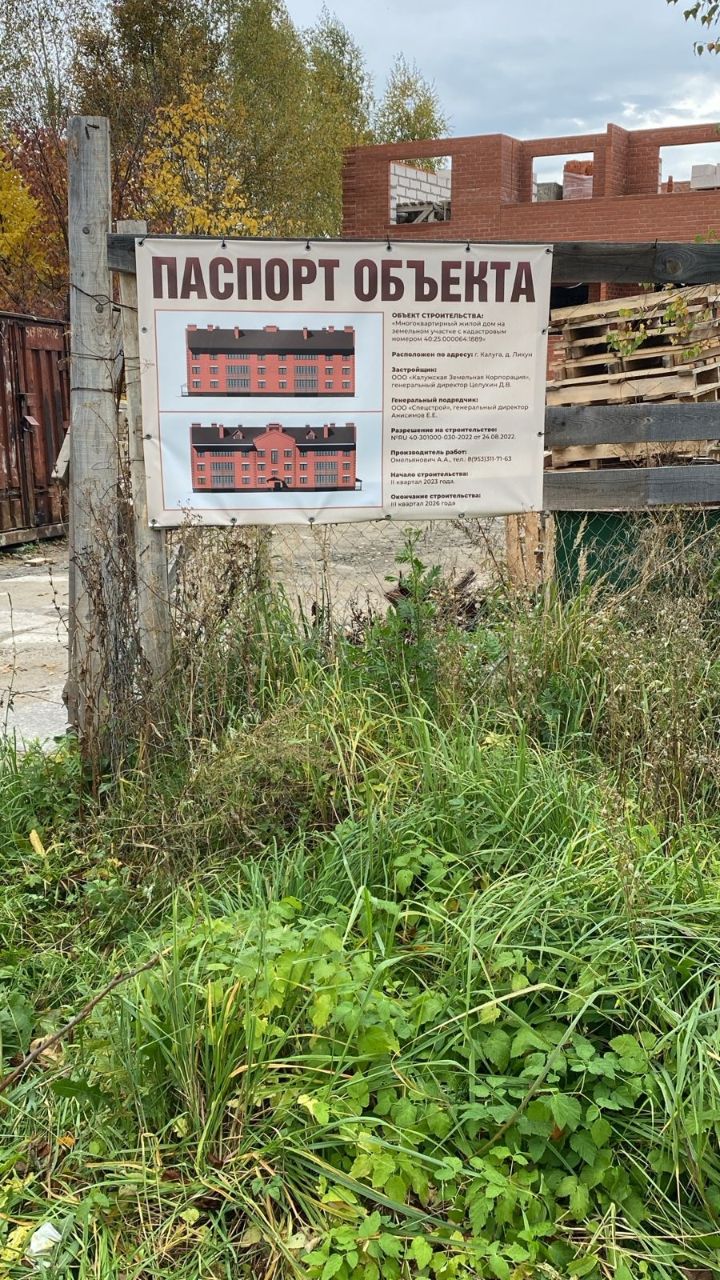 ПАСПОРТ ОБЪЕКТА
ОБЪЕКТ СТРОИТЕЛЬСТВА:
«Многоквартирный жилой дом на
земельном участке с кадастровым
номером 40:25:000064:1889»
Расположен по адресу: г. Калуга, д. Лихун
Застройщик:
ООО «Калужская Земельная Корпорация»,
генеральный директор Целухин Д.В.
Генеральный подрядчик:
ООО «Спецстрой», генеральный директор
Анисимов Е.Е.
Разрешение на строительство:
№RU 40-301000-030-2022 от 24.08.2022.
Производитель работ:
Омельянович А.А., тел.: 8(953)311-71-63
Начало строительства:
II квартал 2023 года.
Окончание строительства:
III квартал 2026 года